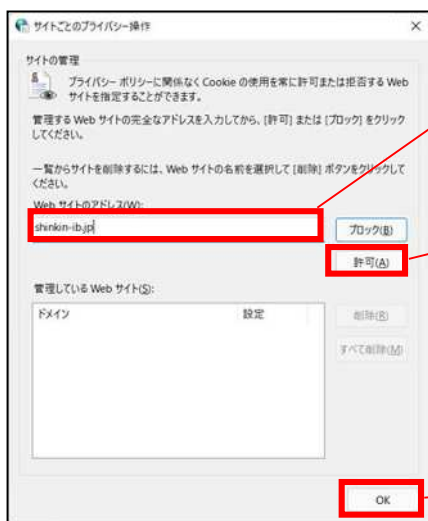 サイトごとのプライバシー操作
サイトの管理
プライバシー ポリシーに関係なく Cookie の使用を常に許可または拒否する Web
サイトを指定することができます。
管理する Web サイトの完全なアドレスを入力してから、[許可] または [ブロック] をクリック
してください。
一覧からサイトを削除するには、Web サイトの名前を選択して [削除] ボタンをクリックして
ください。
Web サイトのアドレス(W):
shinkin-ib.jp
ブロック(B)
許可(A)
管理している Web サイト(S):
ドメイン 設定
削除(R)
すべて削除(M)
OK